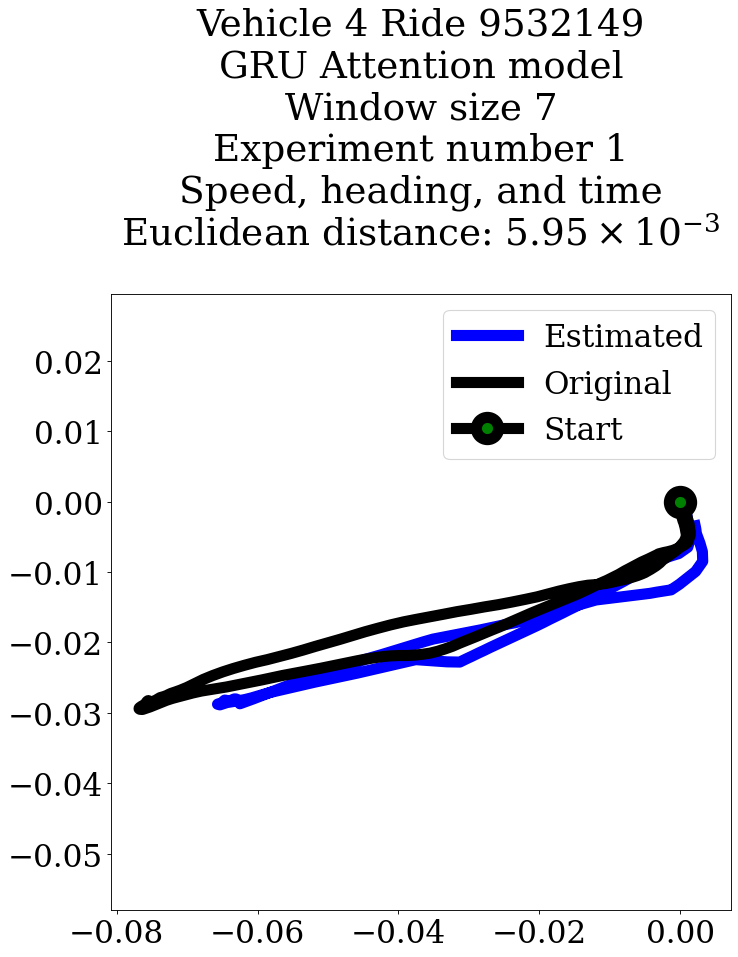 Vehicle 4 Ride 9532149
GRU Attention model
Window size 7
Experiment number 1
Speed, heading, and time
Euclidean distance: 5.95 × 10⁻³
Estimated
Original
Start
0.02
0.01
0.00
−0.01
−0.02
−0.03
−0.04
−0.05
−0.08 −0.06 −0.04 −0.02 0.00